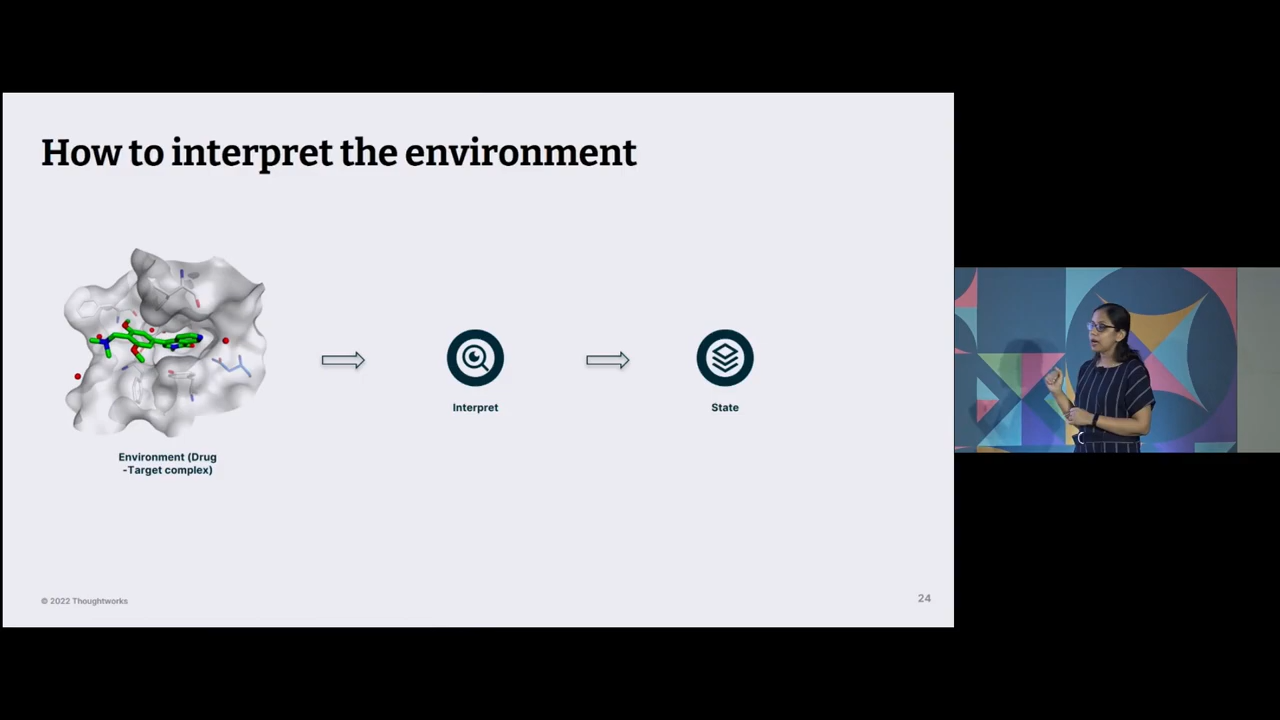 How to interpret the environment
Interpret
State
Environment (Drug
-Target complex)
© 2022 Thoughtworks
24